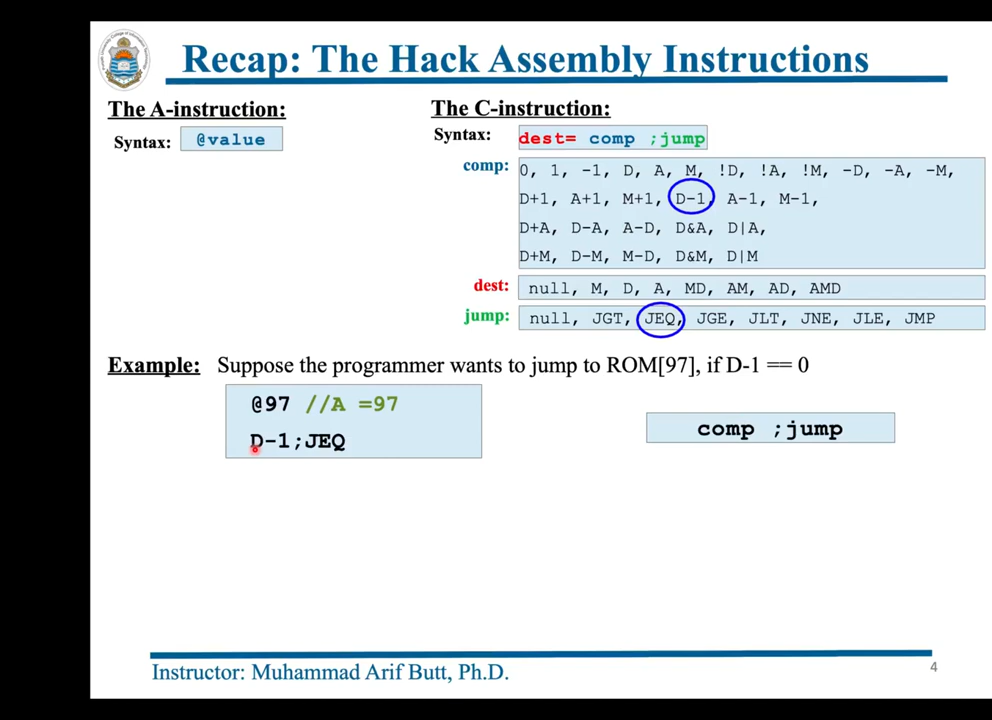 Recap: The Hack Assembly Instructions
The A-instruction:
Syntax: @value
The C-instruction:
Syntax: dest= comp ;jump
comp: 0, 1, -1, D, A, M, !D, !A, !M, -D, -A, -M,
D+1, A+1, M+1, D-1, A-1, M-1,
D+A, D-A, A-D, D&A, D|A,
D+M, D-M, M-D, D&M, D|M
dest: null, M, D, A, MD, AM, AD, AMD
jump: null, JGT, JEQ, JGE, JLT, JNE, JLE, JMP
Example: Suppose the programmer wants to jump to ROM[97], if D-1 == 0
@97 //A =97
D-1;JEQ
comp ;jump
Instructor: Muhammad Arif Butt, Ph.D.
4